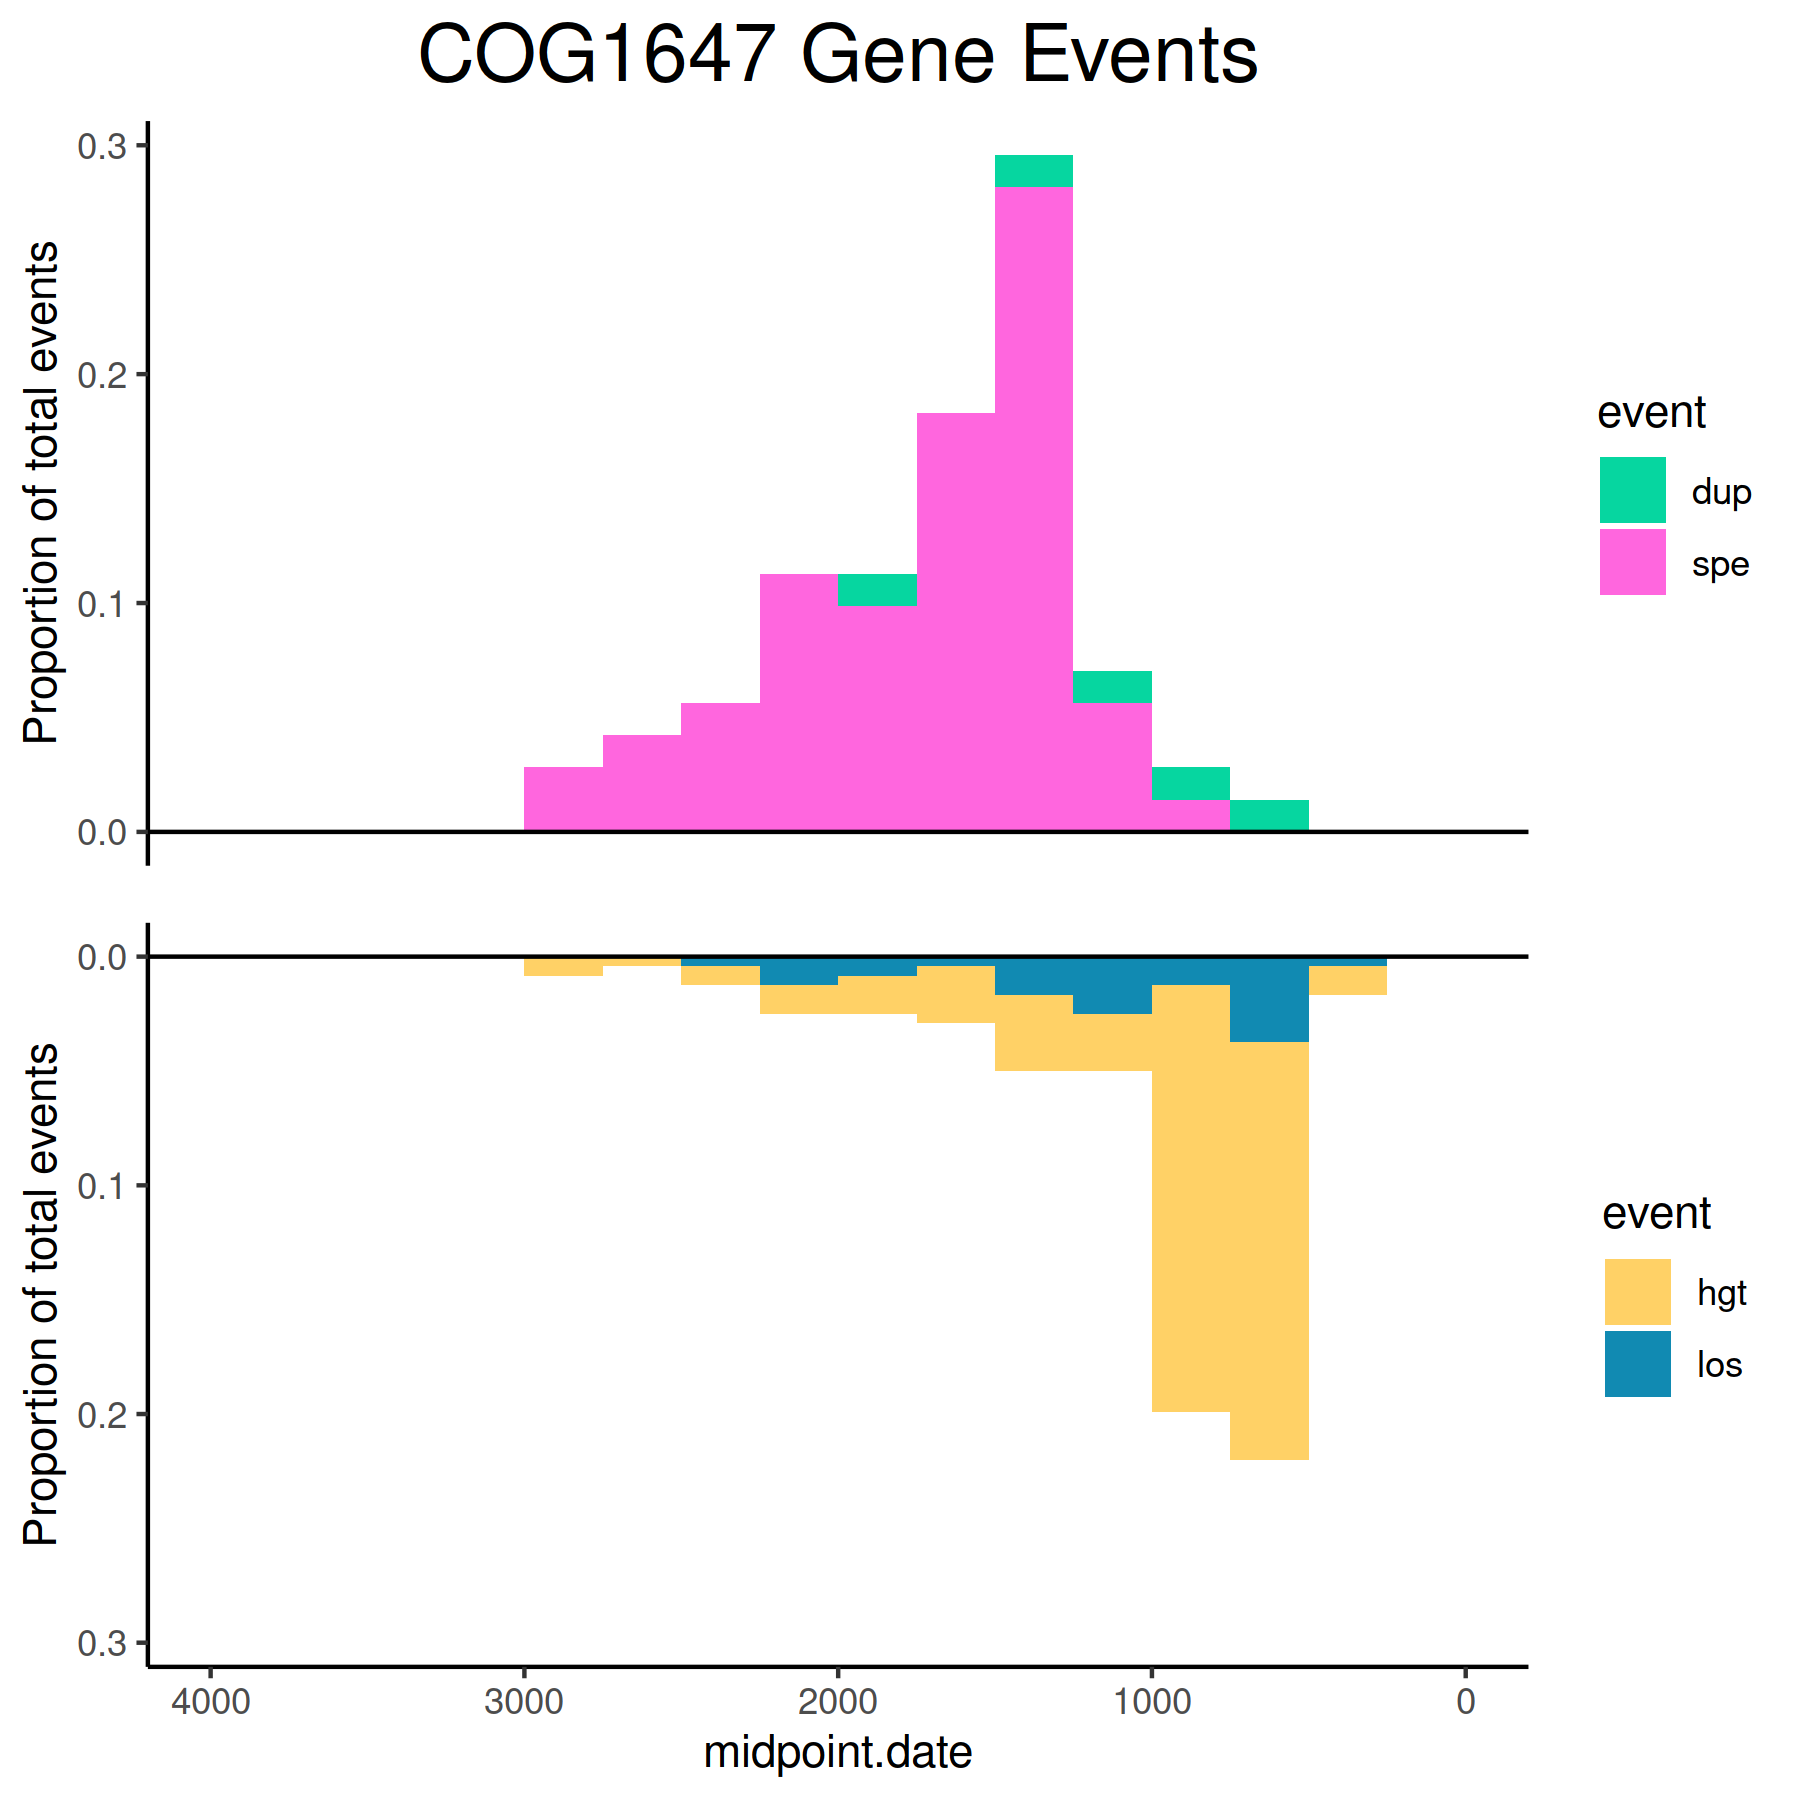 COG1647 Gene Events
Proportion of total events
0.3
0.2
0.1
0.0
event
dup
spe
Proportion of total events
0.0
0.1
0.2
0.3
event
hgt
los
4000 3000 2000 1000 0
midpoint.date